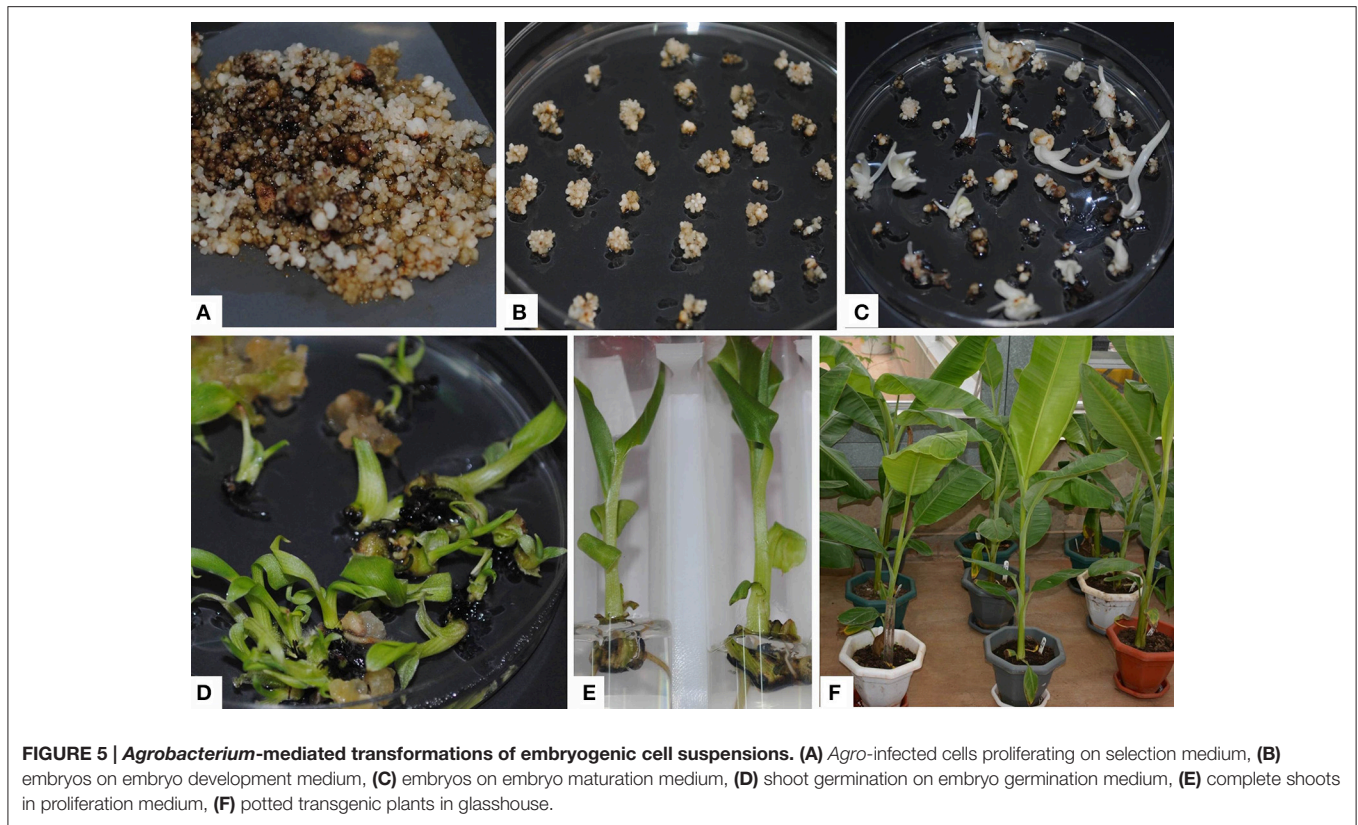 A
B
C
D
E
F
FIGURE 5 | Agrobacterium-mediated transformations of embryogenic cell suspensions. (A) Agro-infected cells proliferating on selection medium, (B)
embryos on embryo development medium, (C) embryos on embryo maturation medium, (D) shoot germination on embryo germination medium, (E) complete shoots
in proliferation medium, (F) potted transgenic plants in glasshouse.